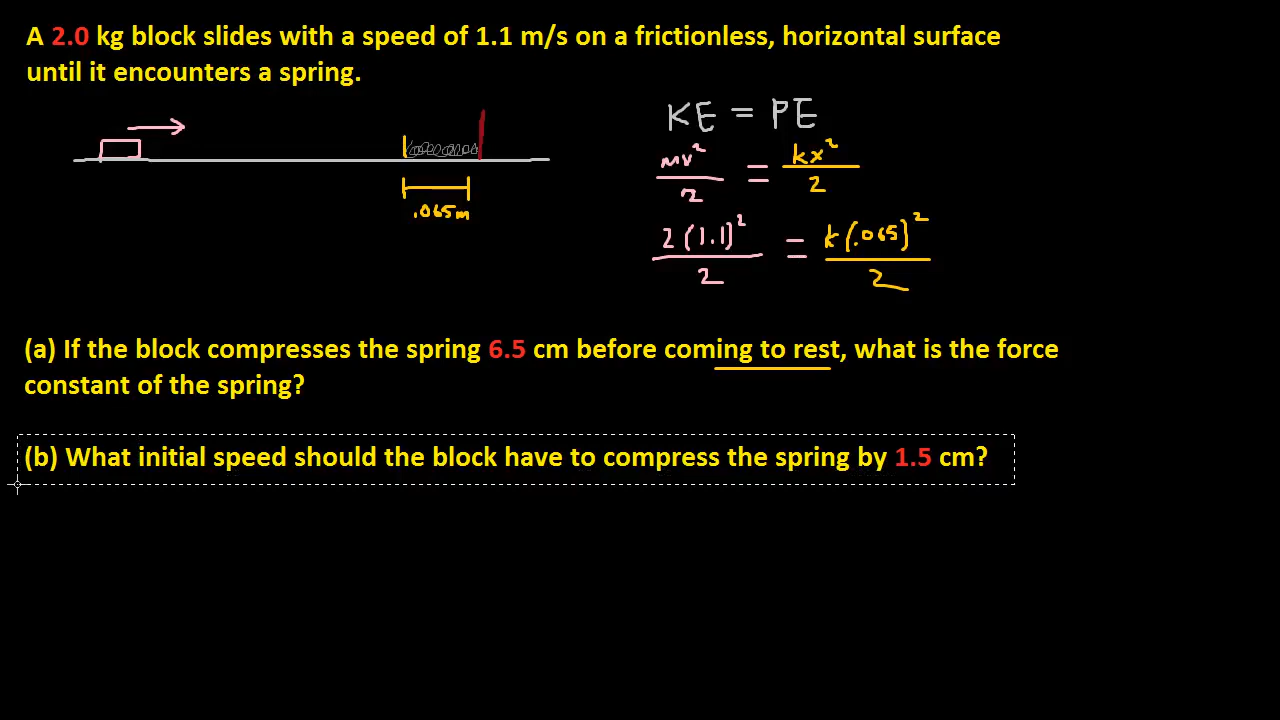 A 2.0 kg block slides with a speed of 1.1 m/s on a frictionless, horizontal surface
until it encounters a spring.
KE = PE
mv²/2 = kx²/2
.065m
2(1.1)²/2 = k(.065)²/2
(a) If the block compresses the spring 6.5 cm before coming to rest, what is the force
constant of the spring?
(b) What initial speed should the block have to compress the spring by 1.5 cm?